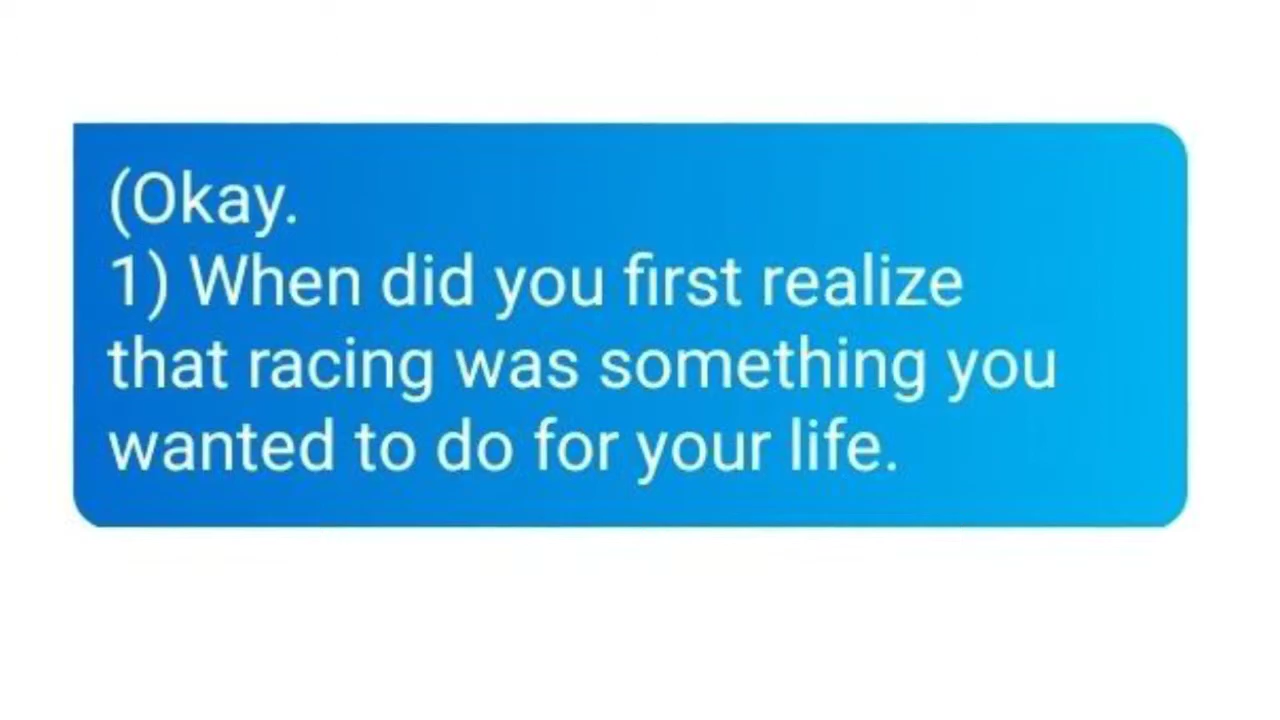 (Okay.
1) When did you first realize
that racing was something you
wanted to do for your life.